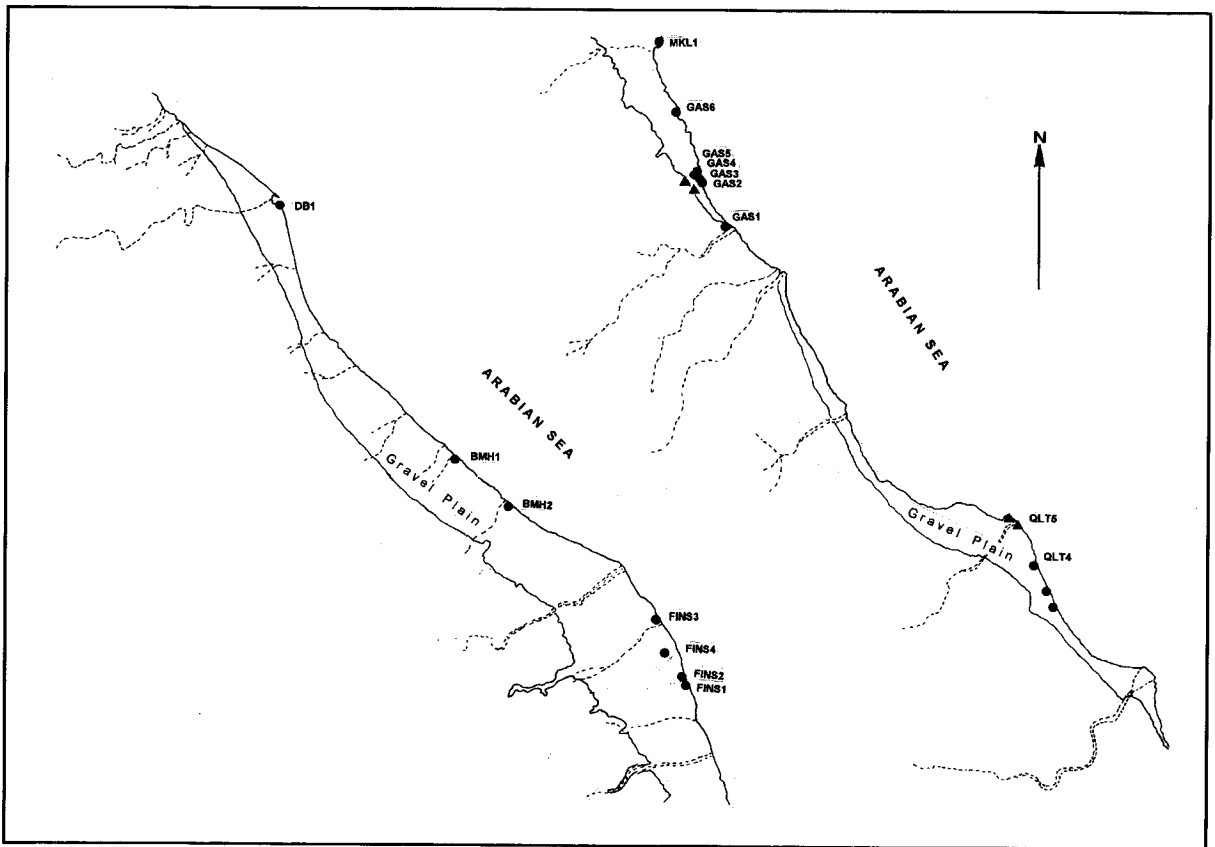 MKL1
GAS6
N
GAS5
GAS4
GAS3
GAS2
DB1
GAS1
ARABIAN SEA
ARABIAN SEA
BMH1
Gravel Plain
BMH2
Gravel Plain
QLT5
QLT4
FINS3
FINS4
FINS2
FINS1